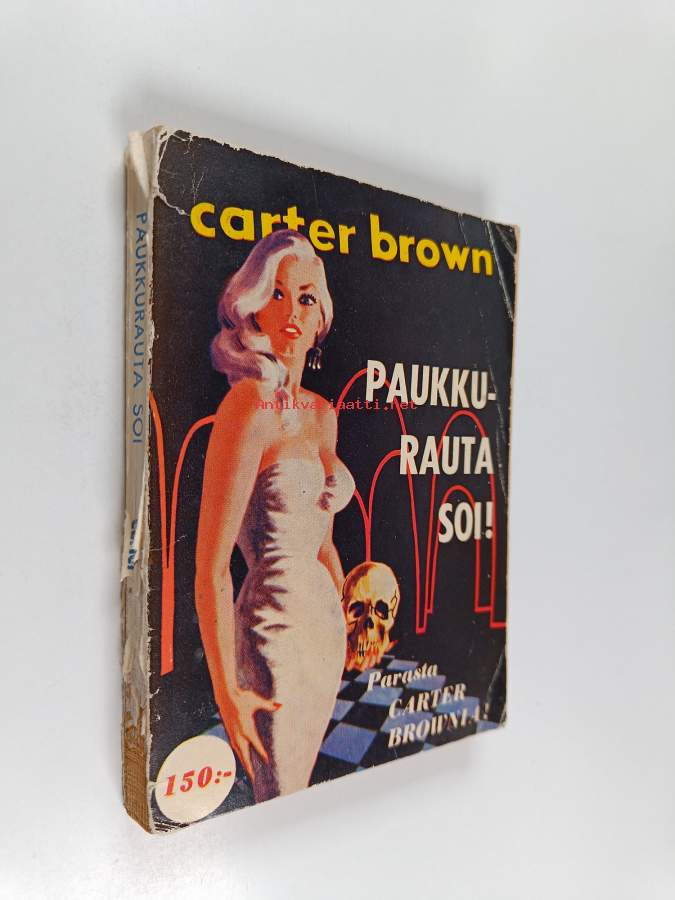 carter brown
PAUKKU-
RAUTA
SOI!
Antikvariaatti.net
Parasta
CARTER
BROWNIA!
150:-
PAUKKURAUTA SOI